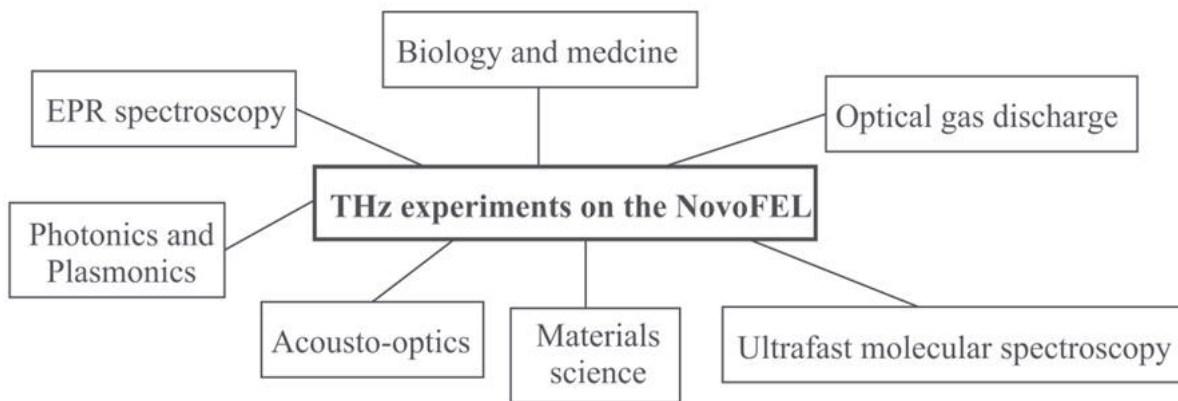 Biology and medcine
EPR spectroscopy
Optical gas discharge
THz experiments on the NovoFEL
Photonics and
Plasmonics
Acousto-optics
Materials
science
Ultrafast molecular spectroscopy